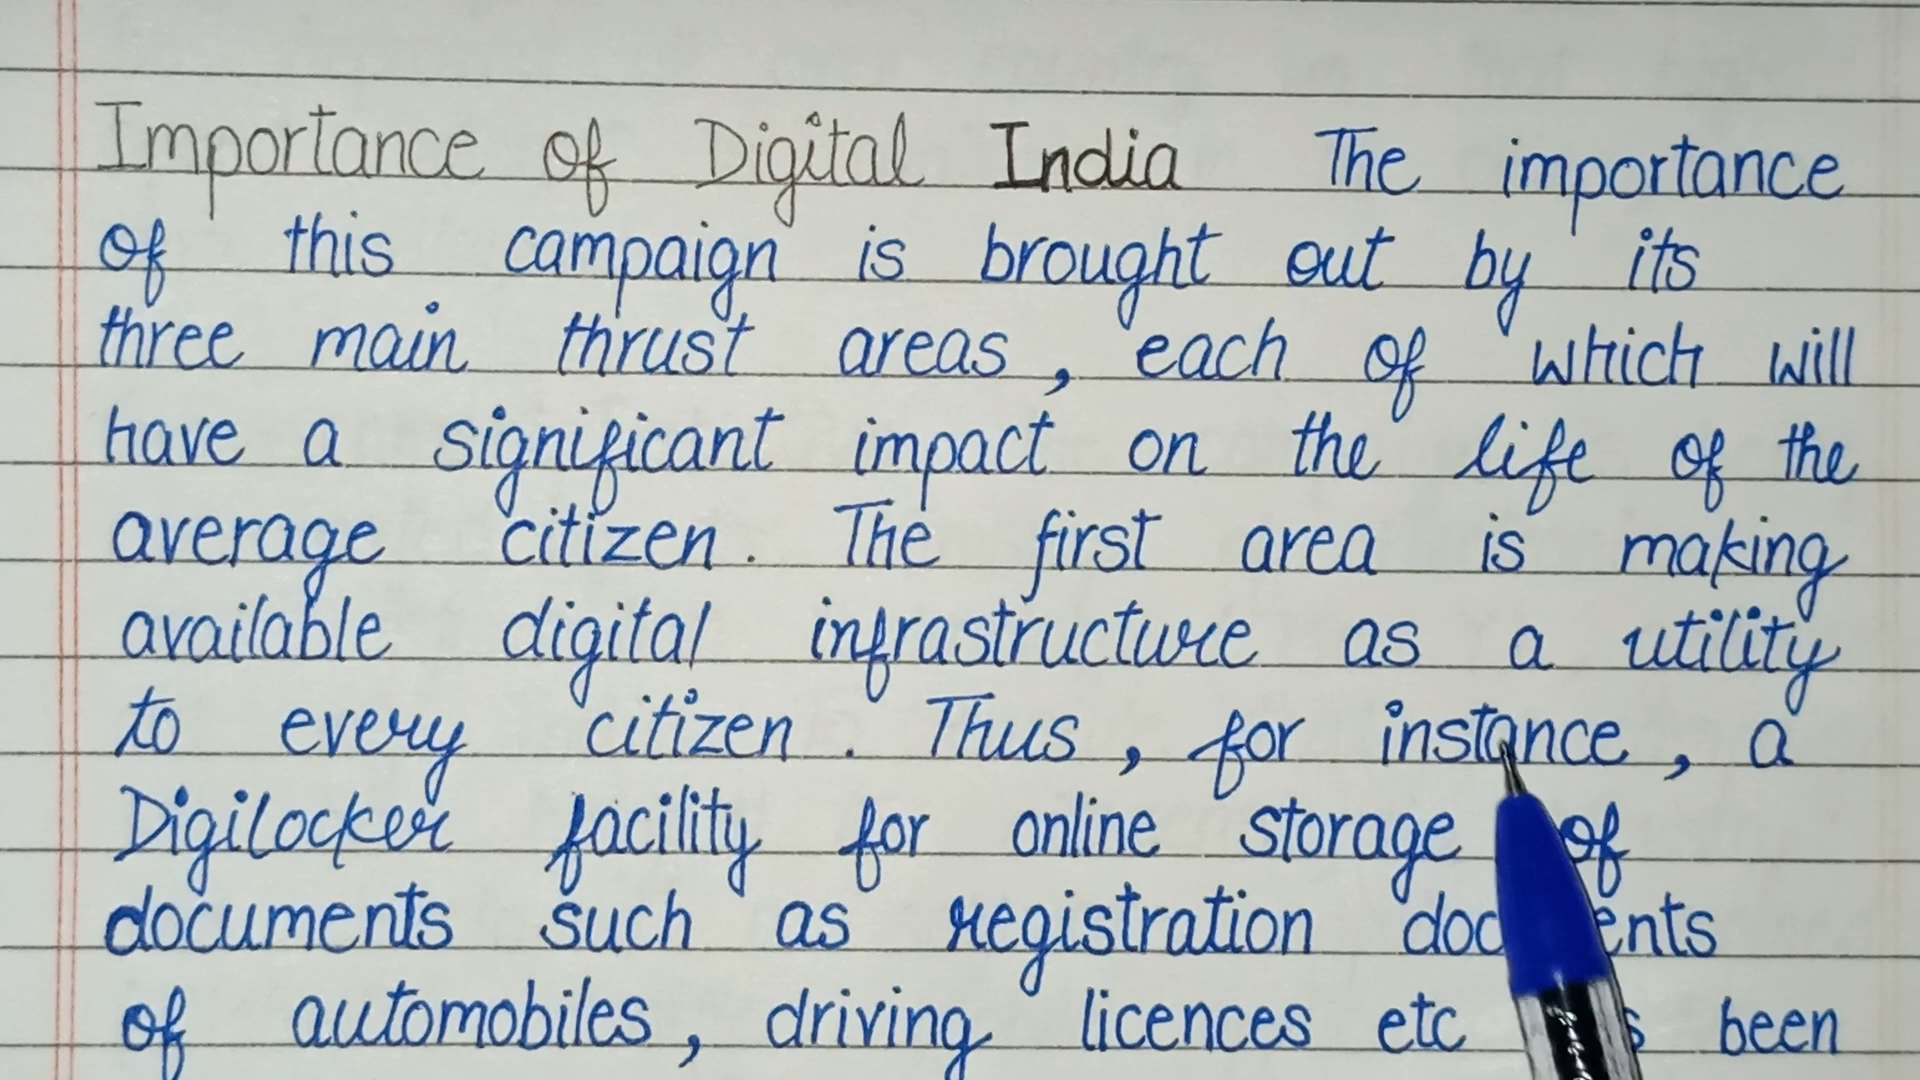 Importance of Digital India The importance
of this campaign is brought out by its
three main thrust areas, each of which will
have a significant impact on the life of the
average citizen. The first area is making
available digital infrastructure as a utility
to every citizen. Thus, for instance, a
Digilocker facility for online storage of
documents such as registration
of automobiles, driving licences etc been